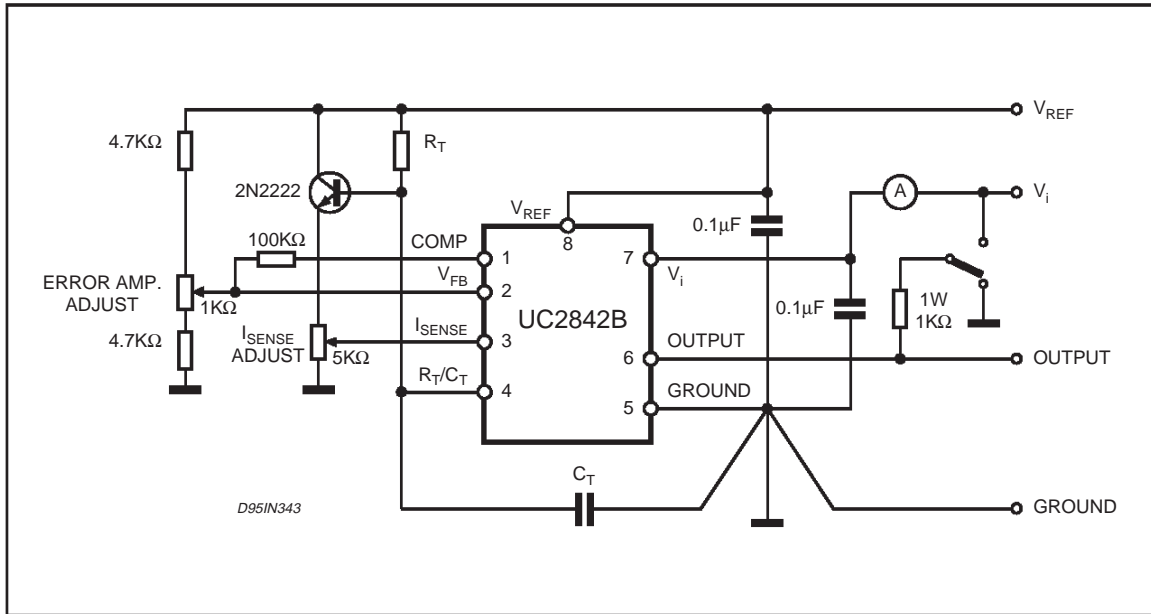 V_REF
4.7KΩ
R_T
2N2222
A
V_i
V_REF
8
0.1µF
100KΩ
COMP
1
7
V_i
V_FB
2
ERROR AMP.
ADJUST
1KΩ
UC2842B
0.1µF
1W
1KΩ
I_SENSE
ADJUST
5KΩ
I_SENSE
3
4.7KΩ
OUTPUT
6
OUTPUT
R_T/C_T
4
GROUND
5
C_T
D95IN343
GROUND